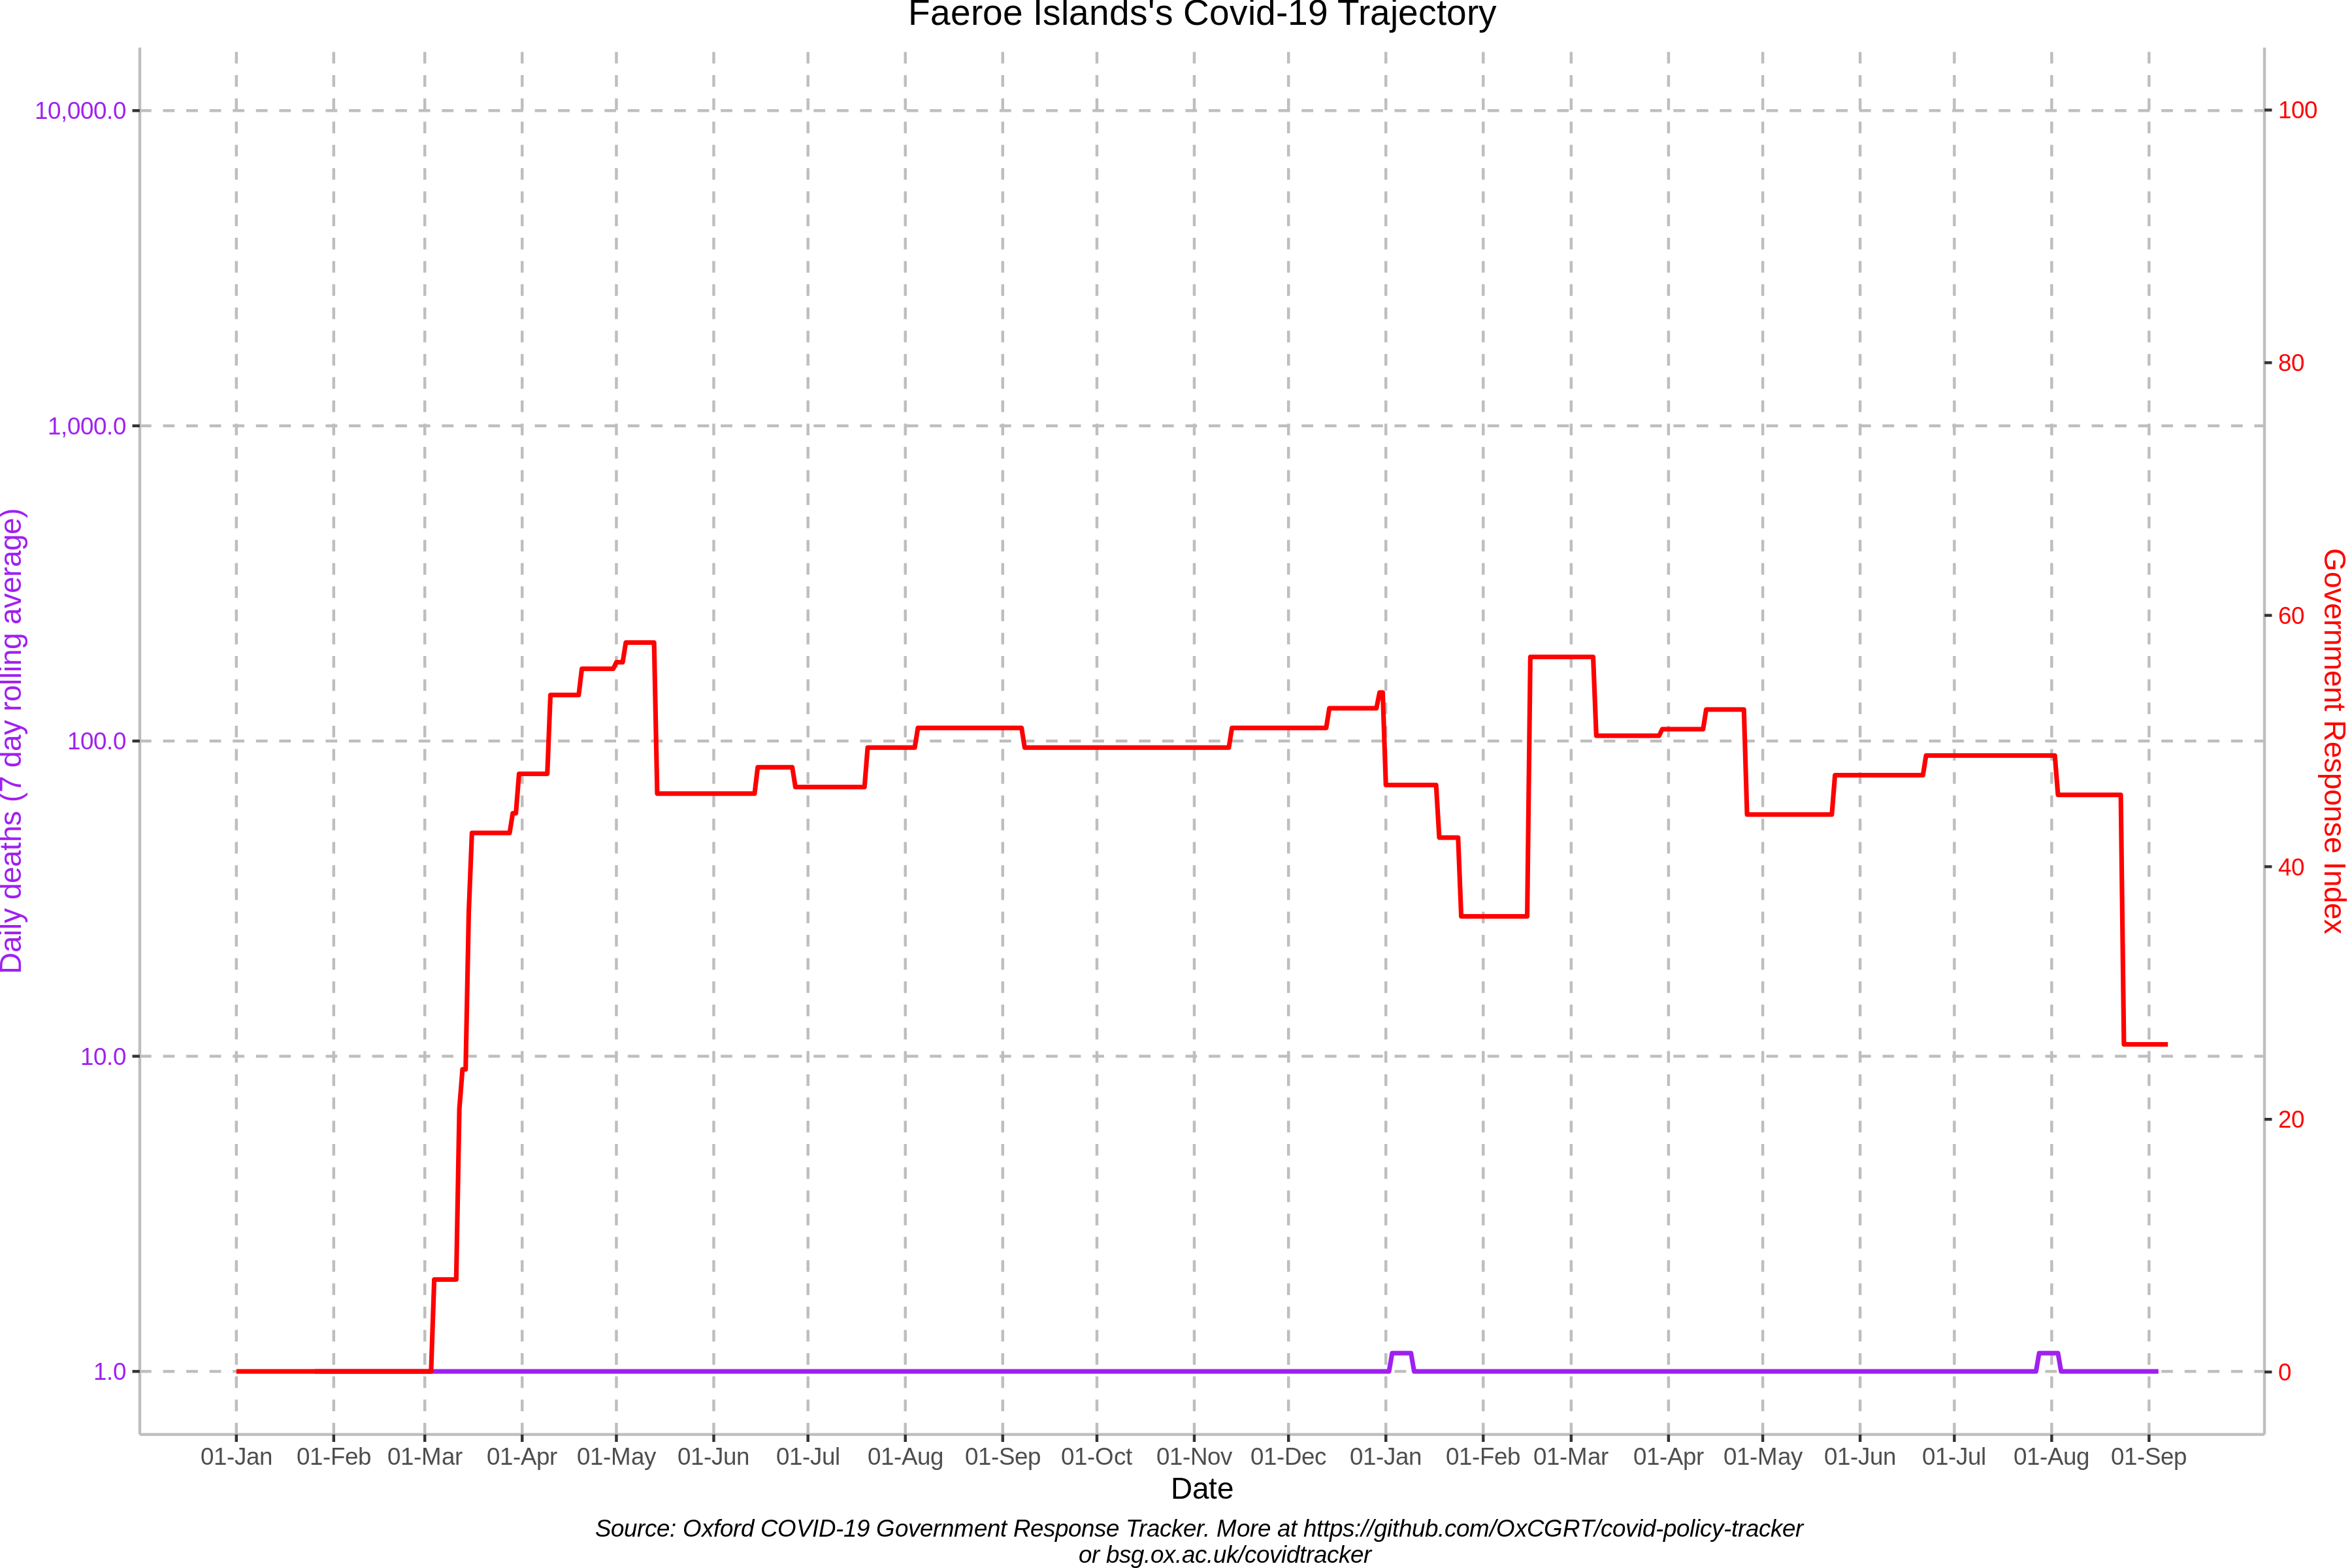 Faeroe Islands's Covid-19 Trajectory
10,000.0
1,000.0
100.0
10.0
1.0
Daily deaths (7 day rolling average)
100
80
60
40
20
0
Government Response Index
01-Jan 01-Feb 01-Mar 01-Apr 01-May 01-Jun 01-Jul 01-Aug 01-Sep 01-Oct 01-Nov 01-Dec 01-Jan 01-Feb 01-Mar 01-Apr 01-May 01-Jun 01-Jul 01-Aug 01-Sep
Date
Source: Oxford COVID-19 Government Response Tracker. More at https://github.com/OxCGRT/covid-policy-tracker
or bsg.ox.ac.uk/covidtracker